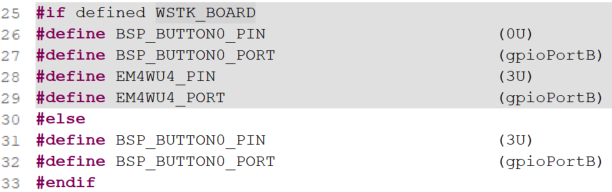 25 #if defined WSTK_BOARD
26 #define BSP_BUTTON0_PIN (0U)
27 #define BSP_BUTTON0_PORT (gpioPortB)
28 #define EM4WU4_PIN (3U)
29 #define EM4WU4_PORT (gpioPortB)
30 #else
31 #define BSP_BUTTON0_PIN (3U)
32 #define BSP_BUTTON0_PORT (gpioPortB)
33 #endif